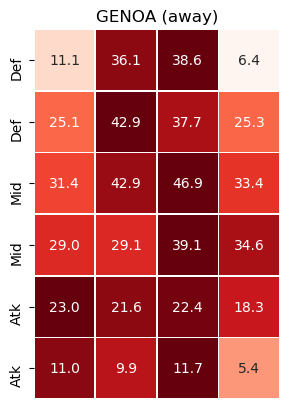 GENOA (away)
Def 11.1 36.1 38.6 6.4
Def 25.1 42.9 37.7 25.3
Mid 31.4 42.9 46.9 33.4
Mid 29.0 29.1 39.1 34.6
Atk 23.0 21.6 22.4 18.3
Atk 11.0 9.9 11.7 5.4